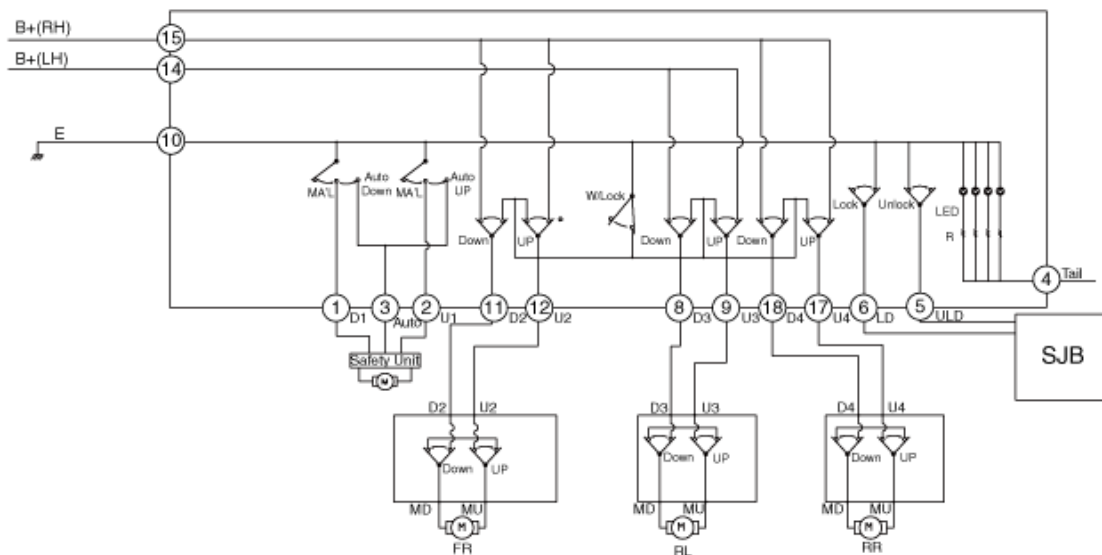 B+(RH)
15
B+(LH)
14
E
10
MA'L
Auto Down
MA'L
Auto UP
Down
UP
W/Lock
Down
UP
Down
UP
Lock
Unlock
LED
R
4
Tail
1
D1
3
Auto
2
U1
11
D2
12
U2
8
D3
9
U3
18
D4
17
U4
6
LD
5
ULD
Safety Unit
M
SJB
D2
U2
D3
U3
D4
U4
Down
UP
Down
UP
Down
UP
MD
MU
MD
MU
MD
MU
M
M
M
FR
RL
RR